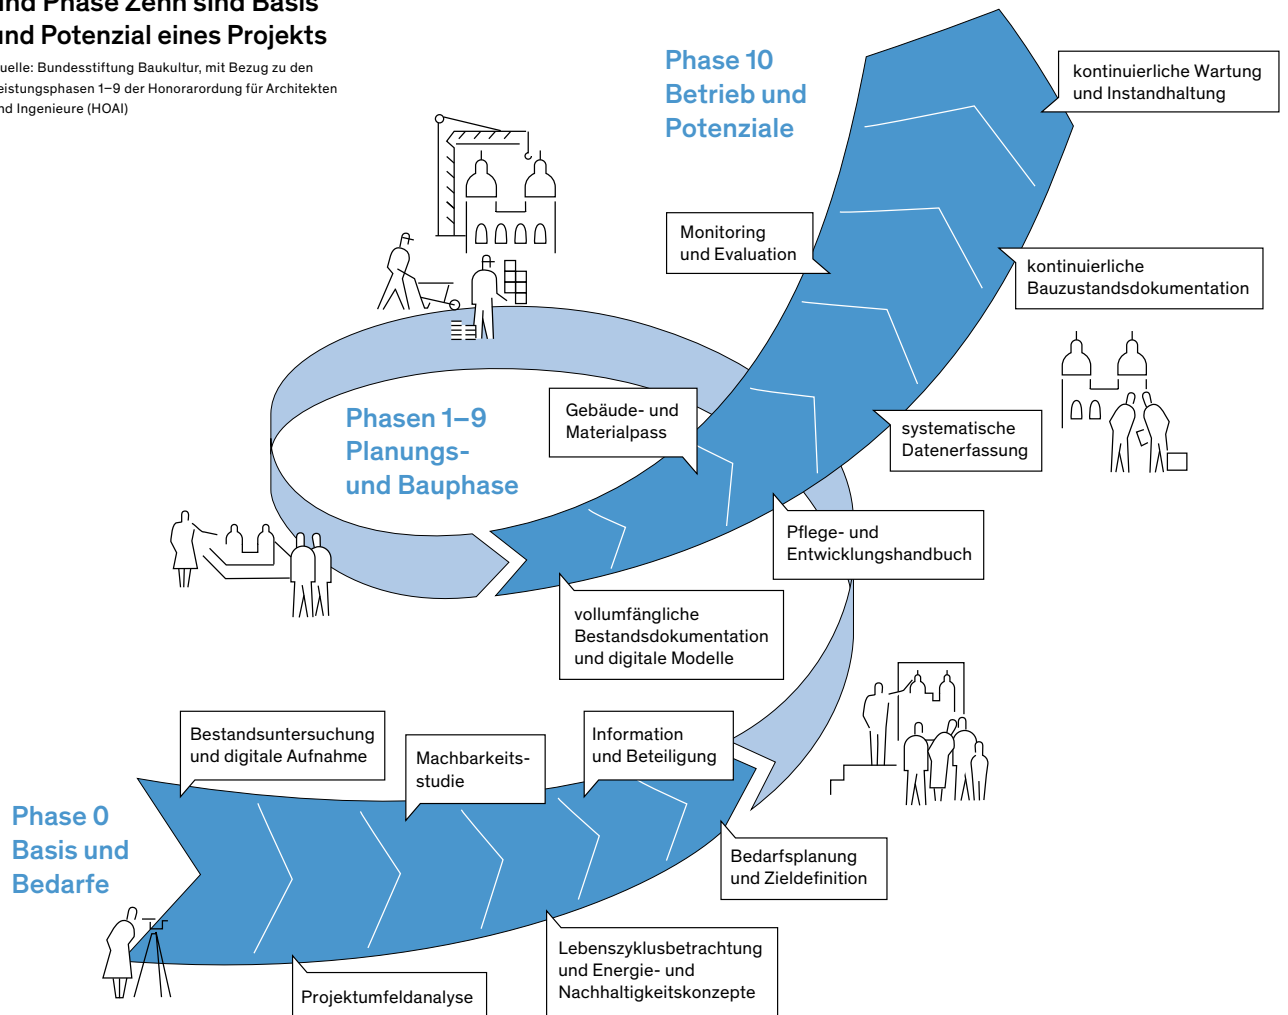 und Phase Zehn sind Basis
und Potenzial eines Projekts
Quelle: Bundesstiftung Baukultur, mit Bezug zu den
Leistungsphasen 1–9 der Honorarordung für Architekten
und Ingenieure (HOAI)
Phase 10
Betrieb und
Potenziale
kontinuierliche Wartung
und Instandhaltung
Monitoring
und Evaluation
kontinuierliche
Bauzustandsdokumentation
Gebäude- und
Materialpass
Phasen 1–9
Planungs-
und Bauphase
systematische
Datenerfassung
Pflege- und
Entwicklungshandbuch
vollumfängliche
Bestandsdokumentation
und digitale Modelle
Bestandsuntersuchung
und digitale Aufnahme
Machbarkeits-
studie
Information
und Beteiligung
Phase 0
Basis und
Bedarfe
Bedarfsplanung
und Zieldefinition
Lebenszyklusbetrachtung
und Energie- und
Nachhaltigkeitskonzepte
Projektumfeldanalyse